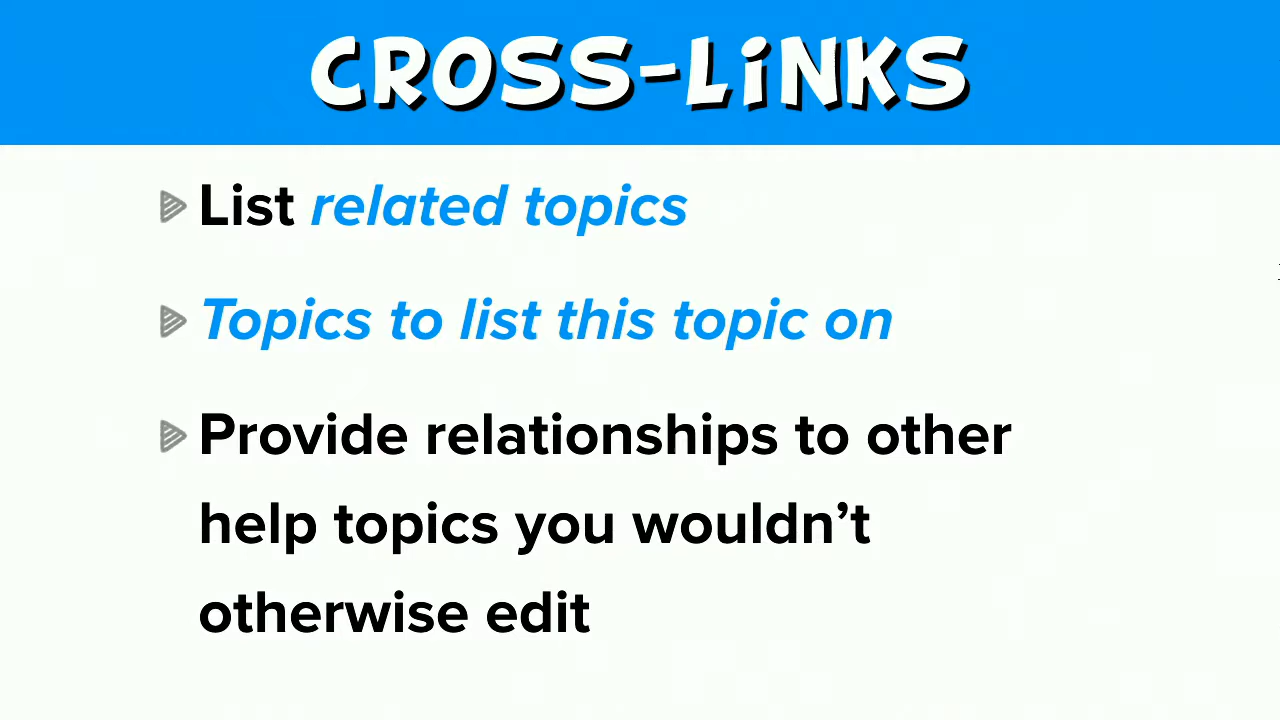 CROSS-LiNKS
List related topics
Topics to list this topic on
Provide relationships to other
help topics you wouldn’t
otherwise edit